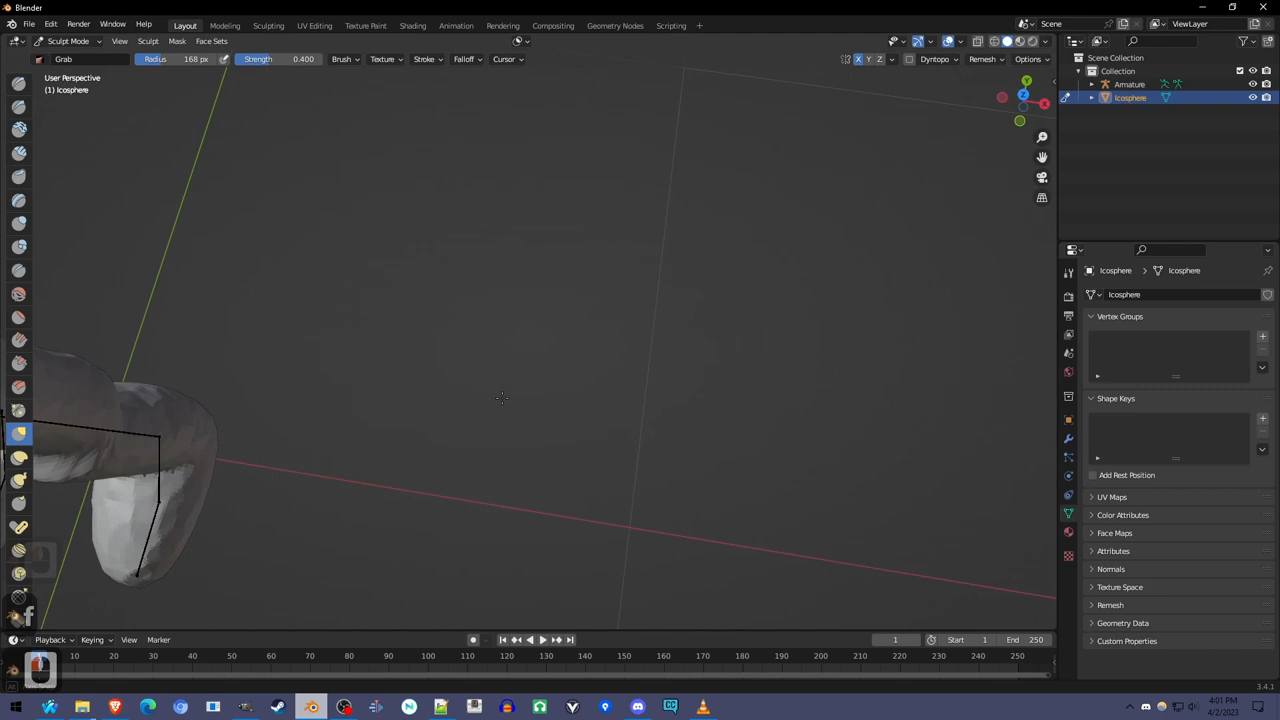 Blender
File Edit Render Window Help Layout Modeling Sculpting UV Editing Texture Paint Shading Animation Rendering Compositing Geometry Nodes Scripting + Scene ViewLayer
Sculpt Mode View Sculpt Mask Face Sets
Grab Radius 168 px Strength 0.400 Brush Texture Stroke Falloff Cursor X Y Z Dyntopo Remesh Options
User Perspective
(1) Icosphere
Scene Collection
Collection
Armature
Icosphere
Y
Z
X
Icosphere Icosphere
Icosphere
Vertex Groups
Shape Keys
Add Rest Position
UV Maps
Color Attributes
Face Maps
Attributes
Normals
Texture Space
Remesh
Geometry Data
Custom Properties
f
Playback Keying View Marker 1 Start 1 End 250
10 20 30 40 50 60 70 80 90 100 110 120 130 140 150 160 170 180 190 200 210 220 230 240 250
3.4.1
4:01 PM
4/2/2023